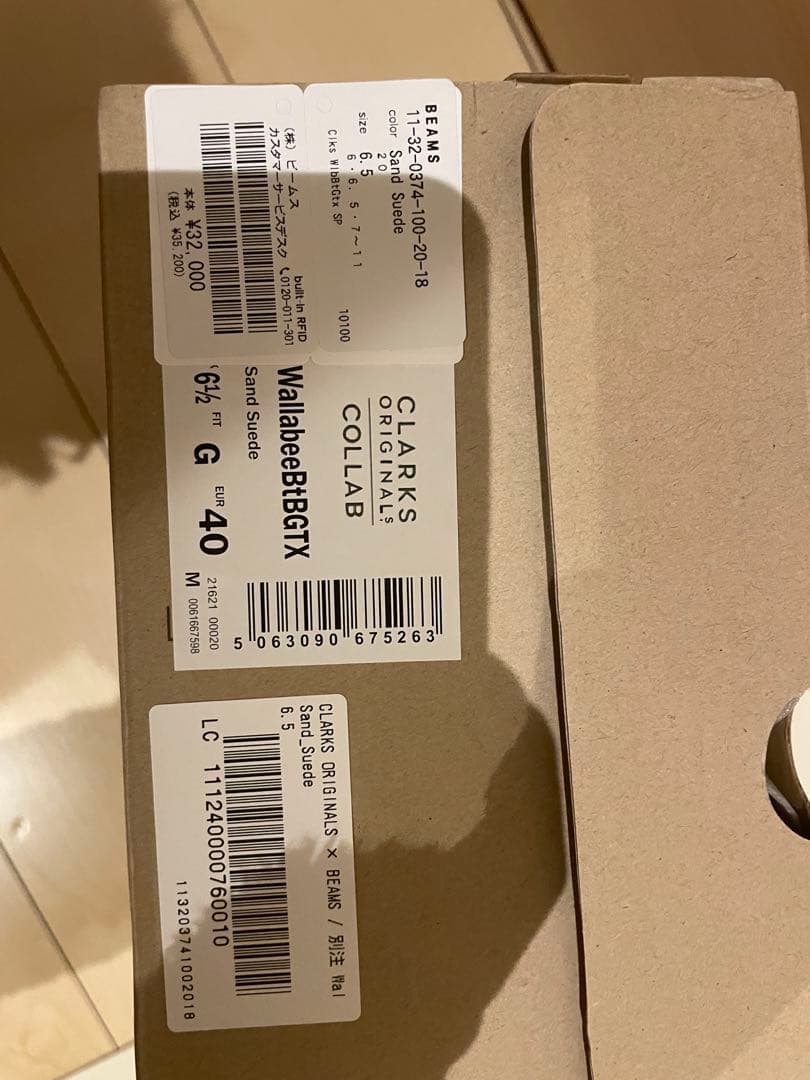 BEAMS
11-32-0374-100-20-18
color Sand Suede
20
size 6.5
6・6.5・7〜11
Clks WlbBtGtx SP 10100
built-in RFID
(株) ビームス
カスタマーサービスデスク 0120-011-301
本体 ¥32,000
(税込 ¥35,200)
CLARKS
ORIGINALS
COLLAB
WallabeeBtBGTX
Sand Suede
6½ FIT G EUR 40 M
21621 00020
0061667598
5 063090 675263
CLARKS ORIGINALS × BEAMS / 別注 Wal
Sand_Suede
6.5
LC 111240000760010
113203741002018